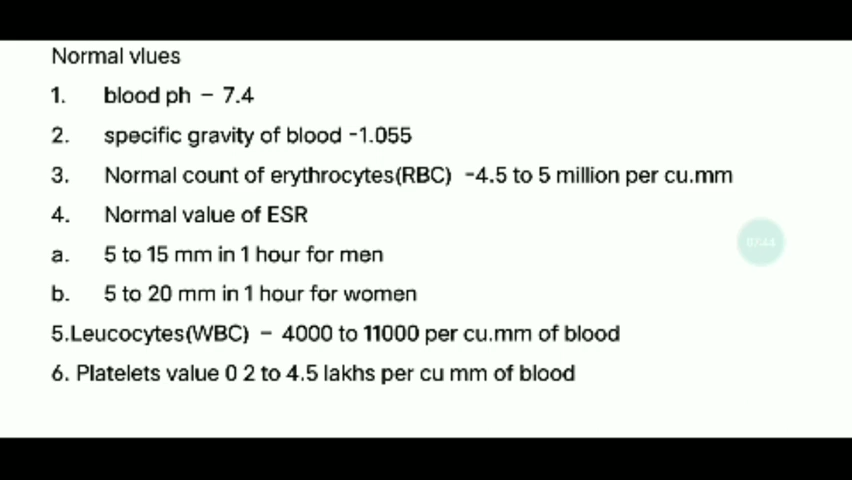 Normal vlues
1. blood ph – 7.4
2. specific gravity of blood -1.055
3. Normal count of erythrocytes(RBC) -4.5 to 5 million per cu.mm
4. Normal value of ESR
a. 5 to 15 mm in 1 hour for men
b. 5 to 20 mm in 1 hour for women
5.Leucocytes(WBC) – 4000 to 11000 per cu.mm of blood
6. Platelets value 0 2 to 4.5 lakhs per cu mm of blood
07:44